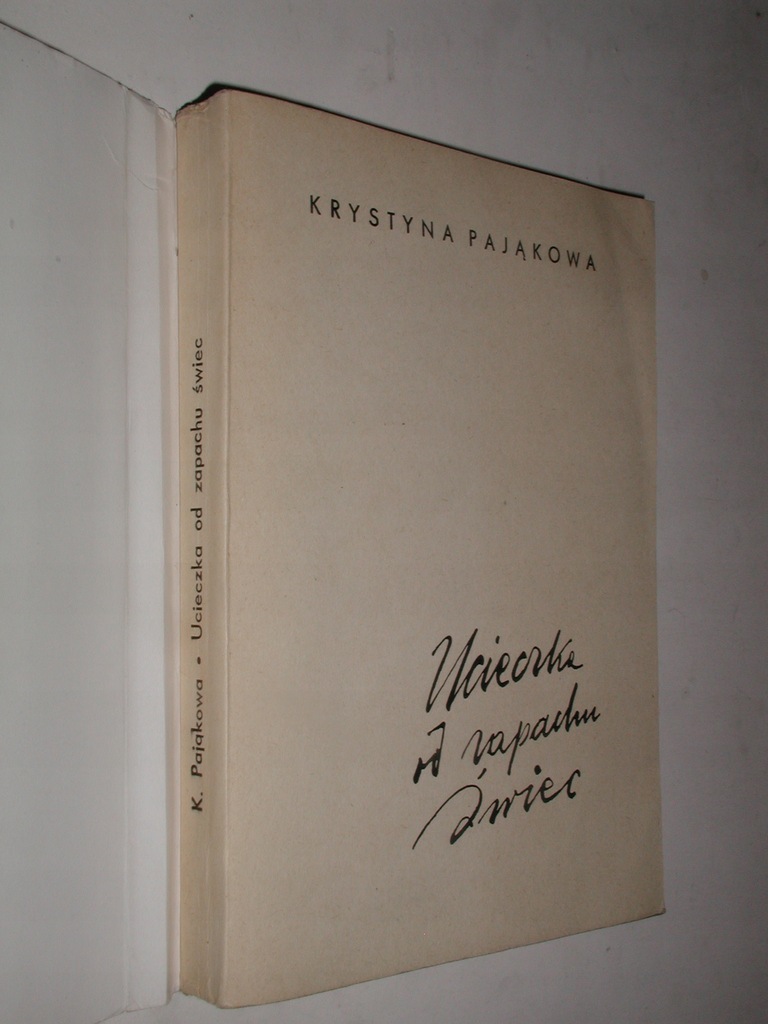 KRYSTYNA PAJĄKOWA
Ucieczka
od zapachu
świec
K. Pająkowa • Ucieczka od zapachu świec